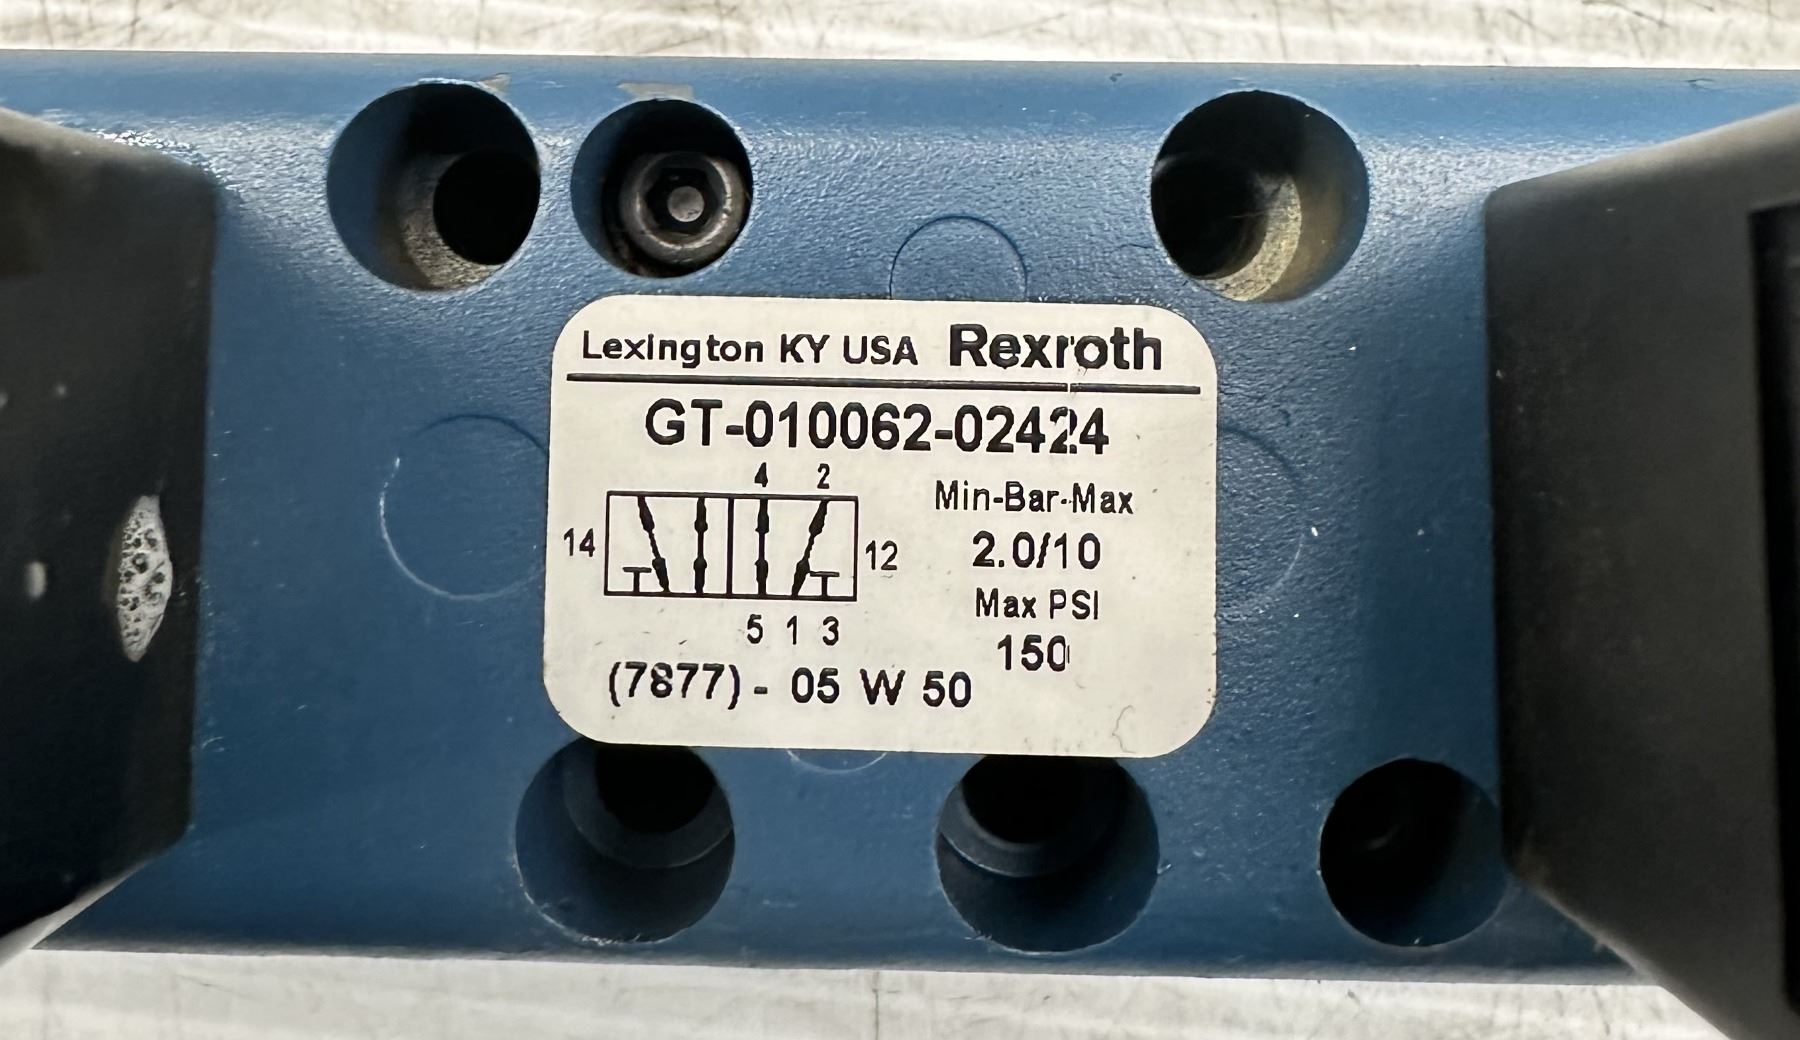 Lexington KY USA Rexroth
GT-010062-02424
4 2
Min-Bar-Max
14
12
2.0/10
Max PSI
5 1 3
150
(7877) - 05 W 50